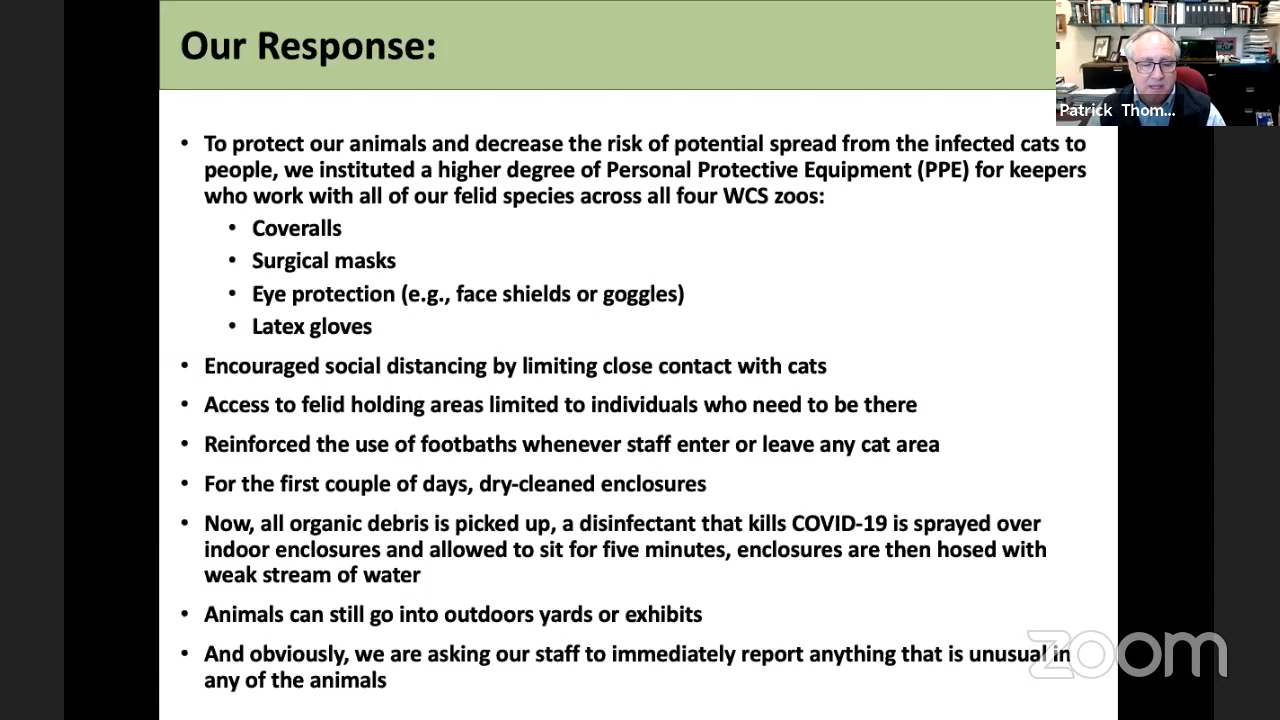 Our Response:
Patrick Thom...
• To protect our animals and decrease the risk of potential spread from the infected cats to
people, we instituted a higher degree of Personal Protective Equipment (PPE) for keepers
who work with all of our felid species across all four WCS zoos:
• Coveralls
• Surgical masks
• Eye protection (e.g., face shields or goggles)
• Latex gloves
• Encouraged social distancing by limiting close contact with cats
• Access to felid holding areas limited to individuals who need to be there
• Reinforced the use of footbaths whenever staff enter or leave any cat area
• For the first couple of days, dry-cleaned enclosures
• Now, all organic debris is picked up, a disinfectant that kills COVID-19 is sprayed over
indoor enclosures and allowed to sit for five minutes, enclosures are then hosed with
weak stream of water
• Animals can still go into outdoors yards or exhibits
• And obviously, we are asking our staff to immediately report anything that is unusual in
any of the animals
zoom